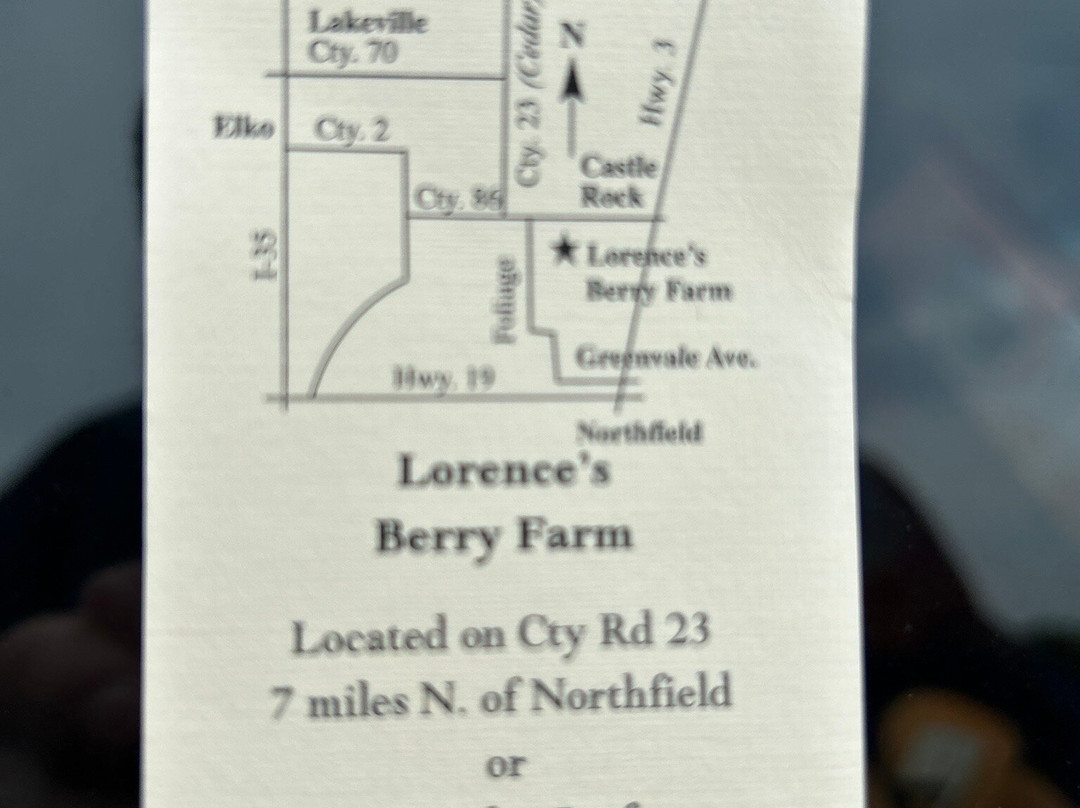 Lakeville
Cty. 70
Cty. 23 (Cedar)
N
Hwy. 3
Elko
Cty. 2
Castle
Rock
Cty. 86
I-35
Foliage
★ Lorence's
Berry Farm
Greenvale Ave.
Hwy. 19
Northfield
Lorence's
Berry Farm
Located on Cty Rd 23
7 miles N. of Northfield
or